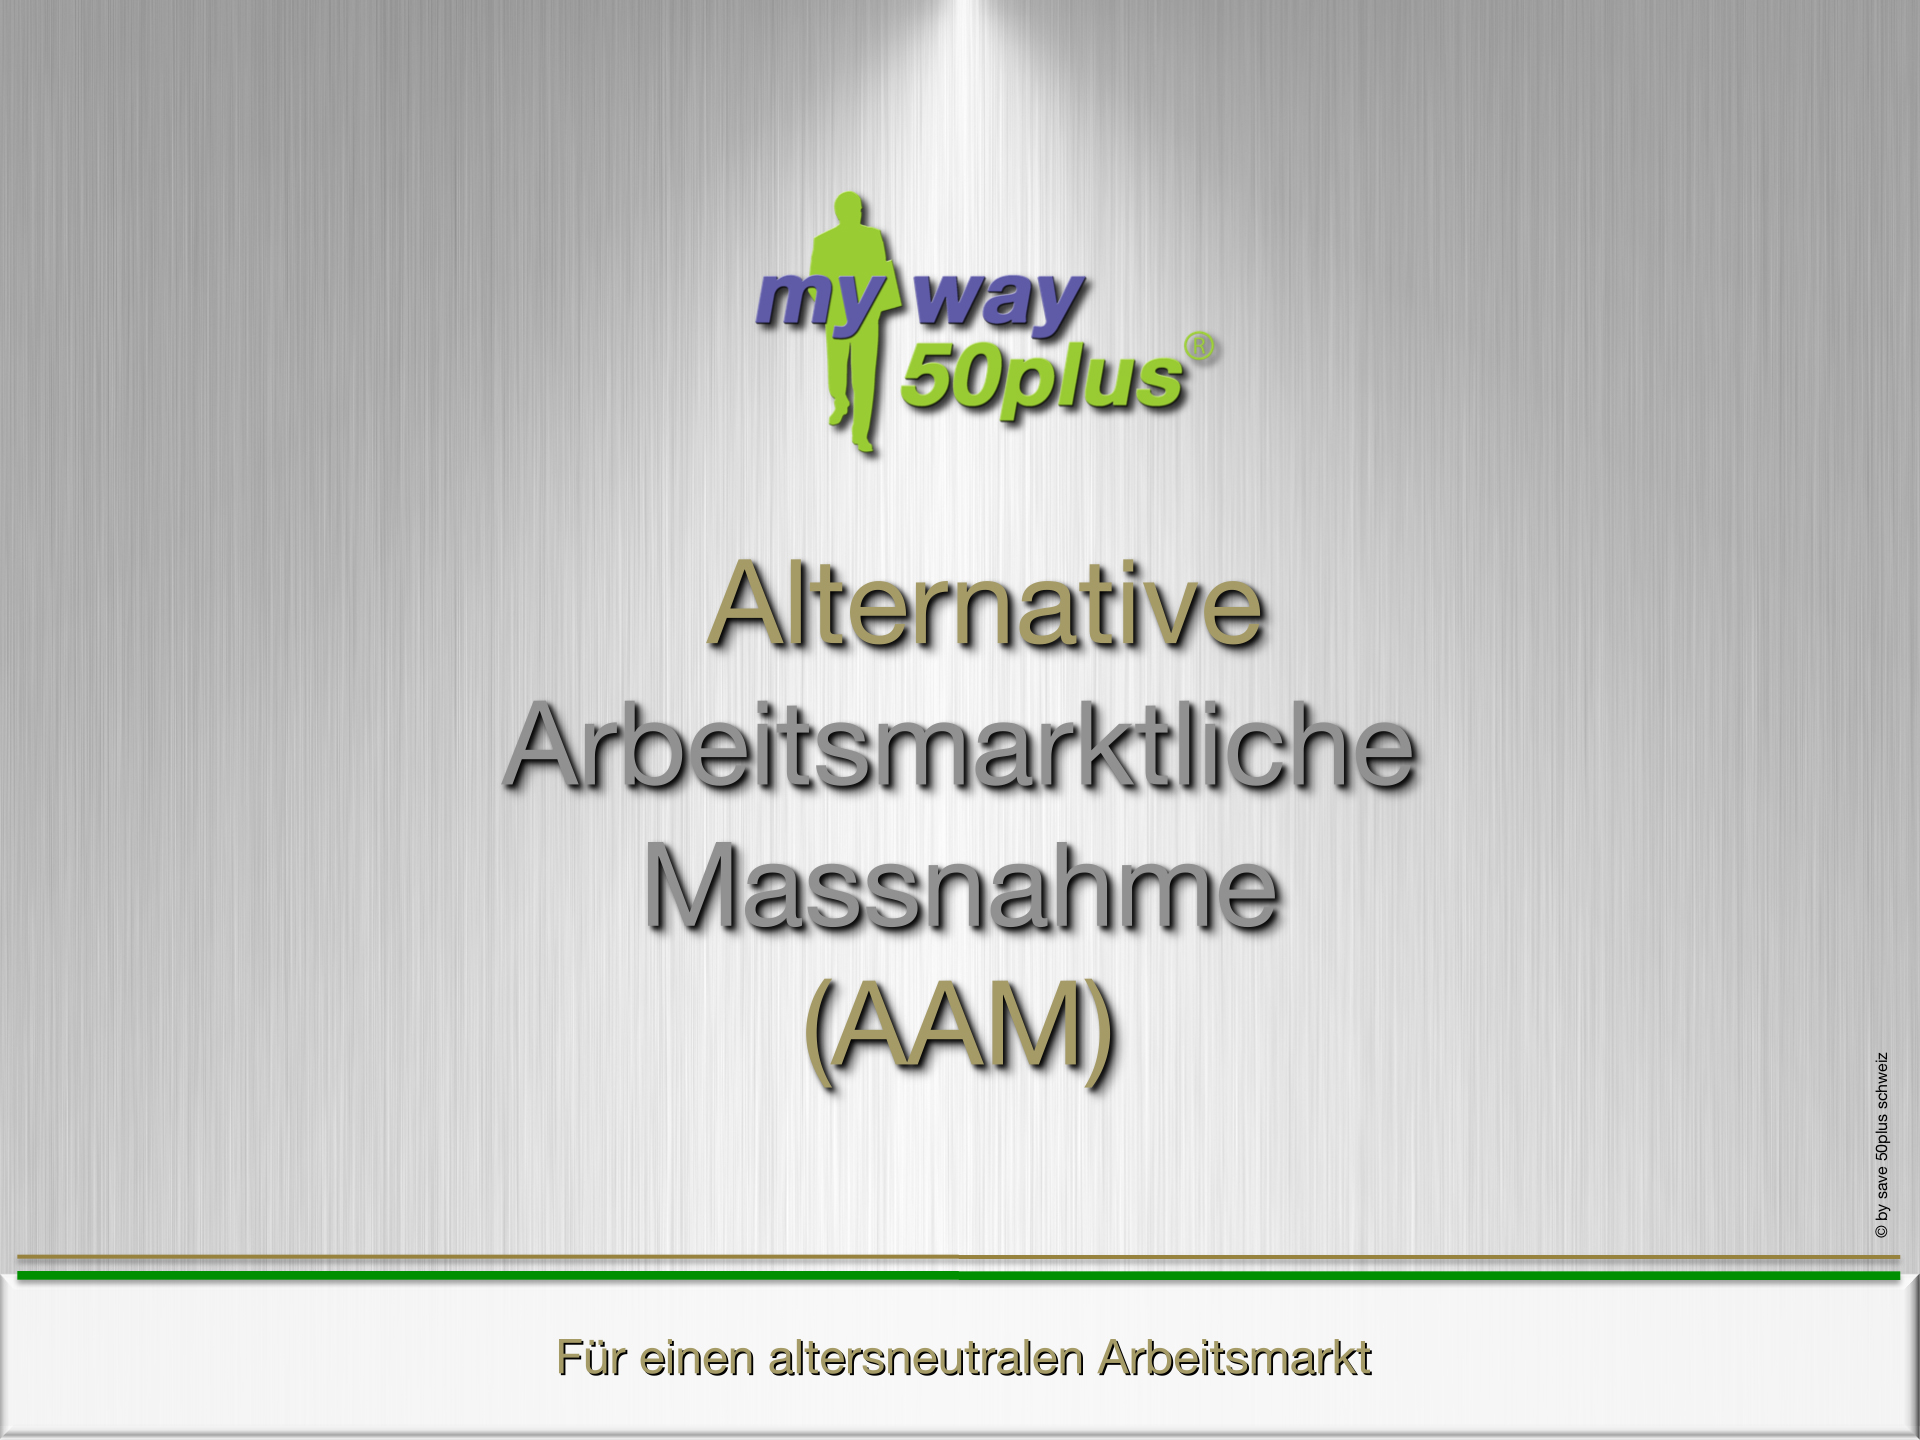 my way
50plus®
Alternative
Arbeitsmarktliche
Massnahme
(AAM)
© by save 50plus schweiz
Für einen altersneutralen Arbeitsmarkt